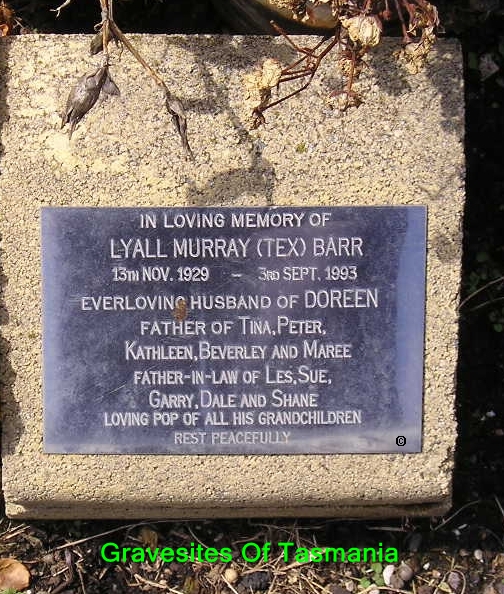 IN LOVING MEMORY OF
LYALL MURRAY (TEX) BARR
13TH NOV. 1929 – 3RD SEPT. 1993
EVERLOVING HUSBAND OF DOREEN
FATHER OF TINA, PETER,
KATHLEEN, BEVERLEY AND MAREE
FATHER-IN-LAW OF LES, SUE,
GARRY, DALE AND SHANE
LOVING POP OF ALL HIS GRANDCHILDREN
REST PEACEFULLY
©
Gravesites Of Tasmania